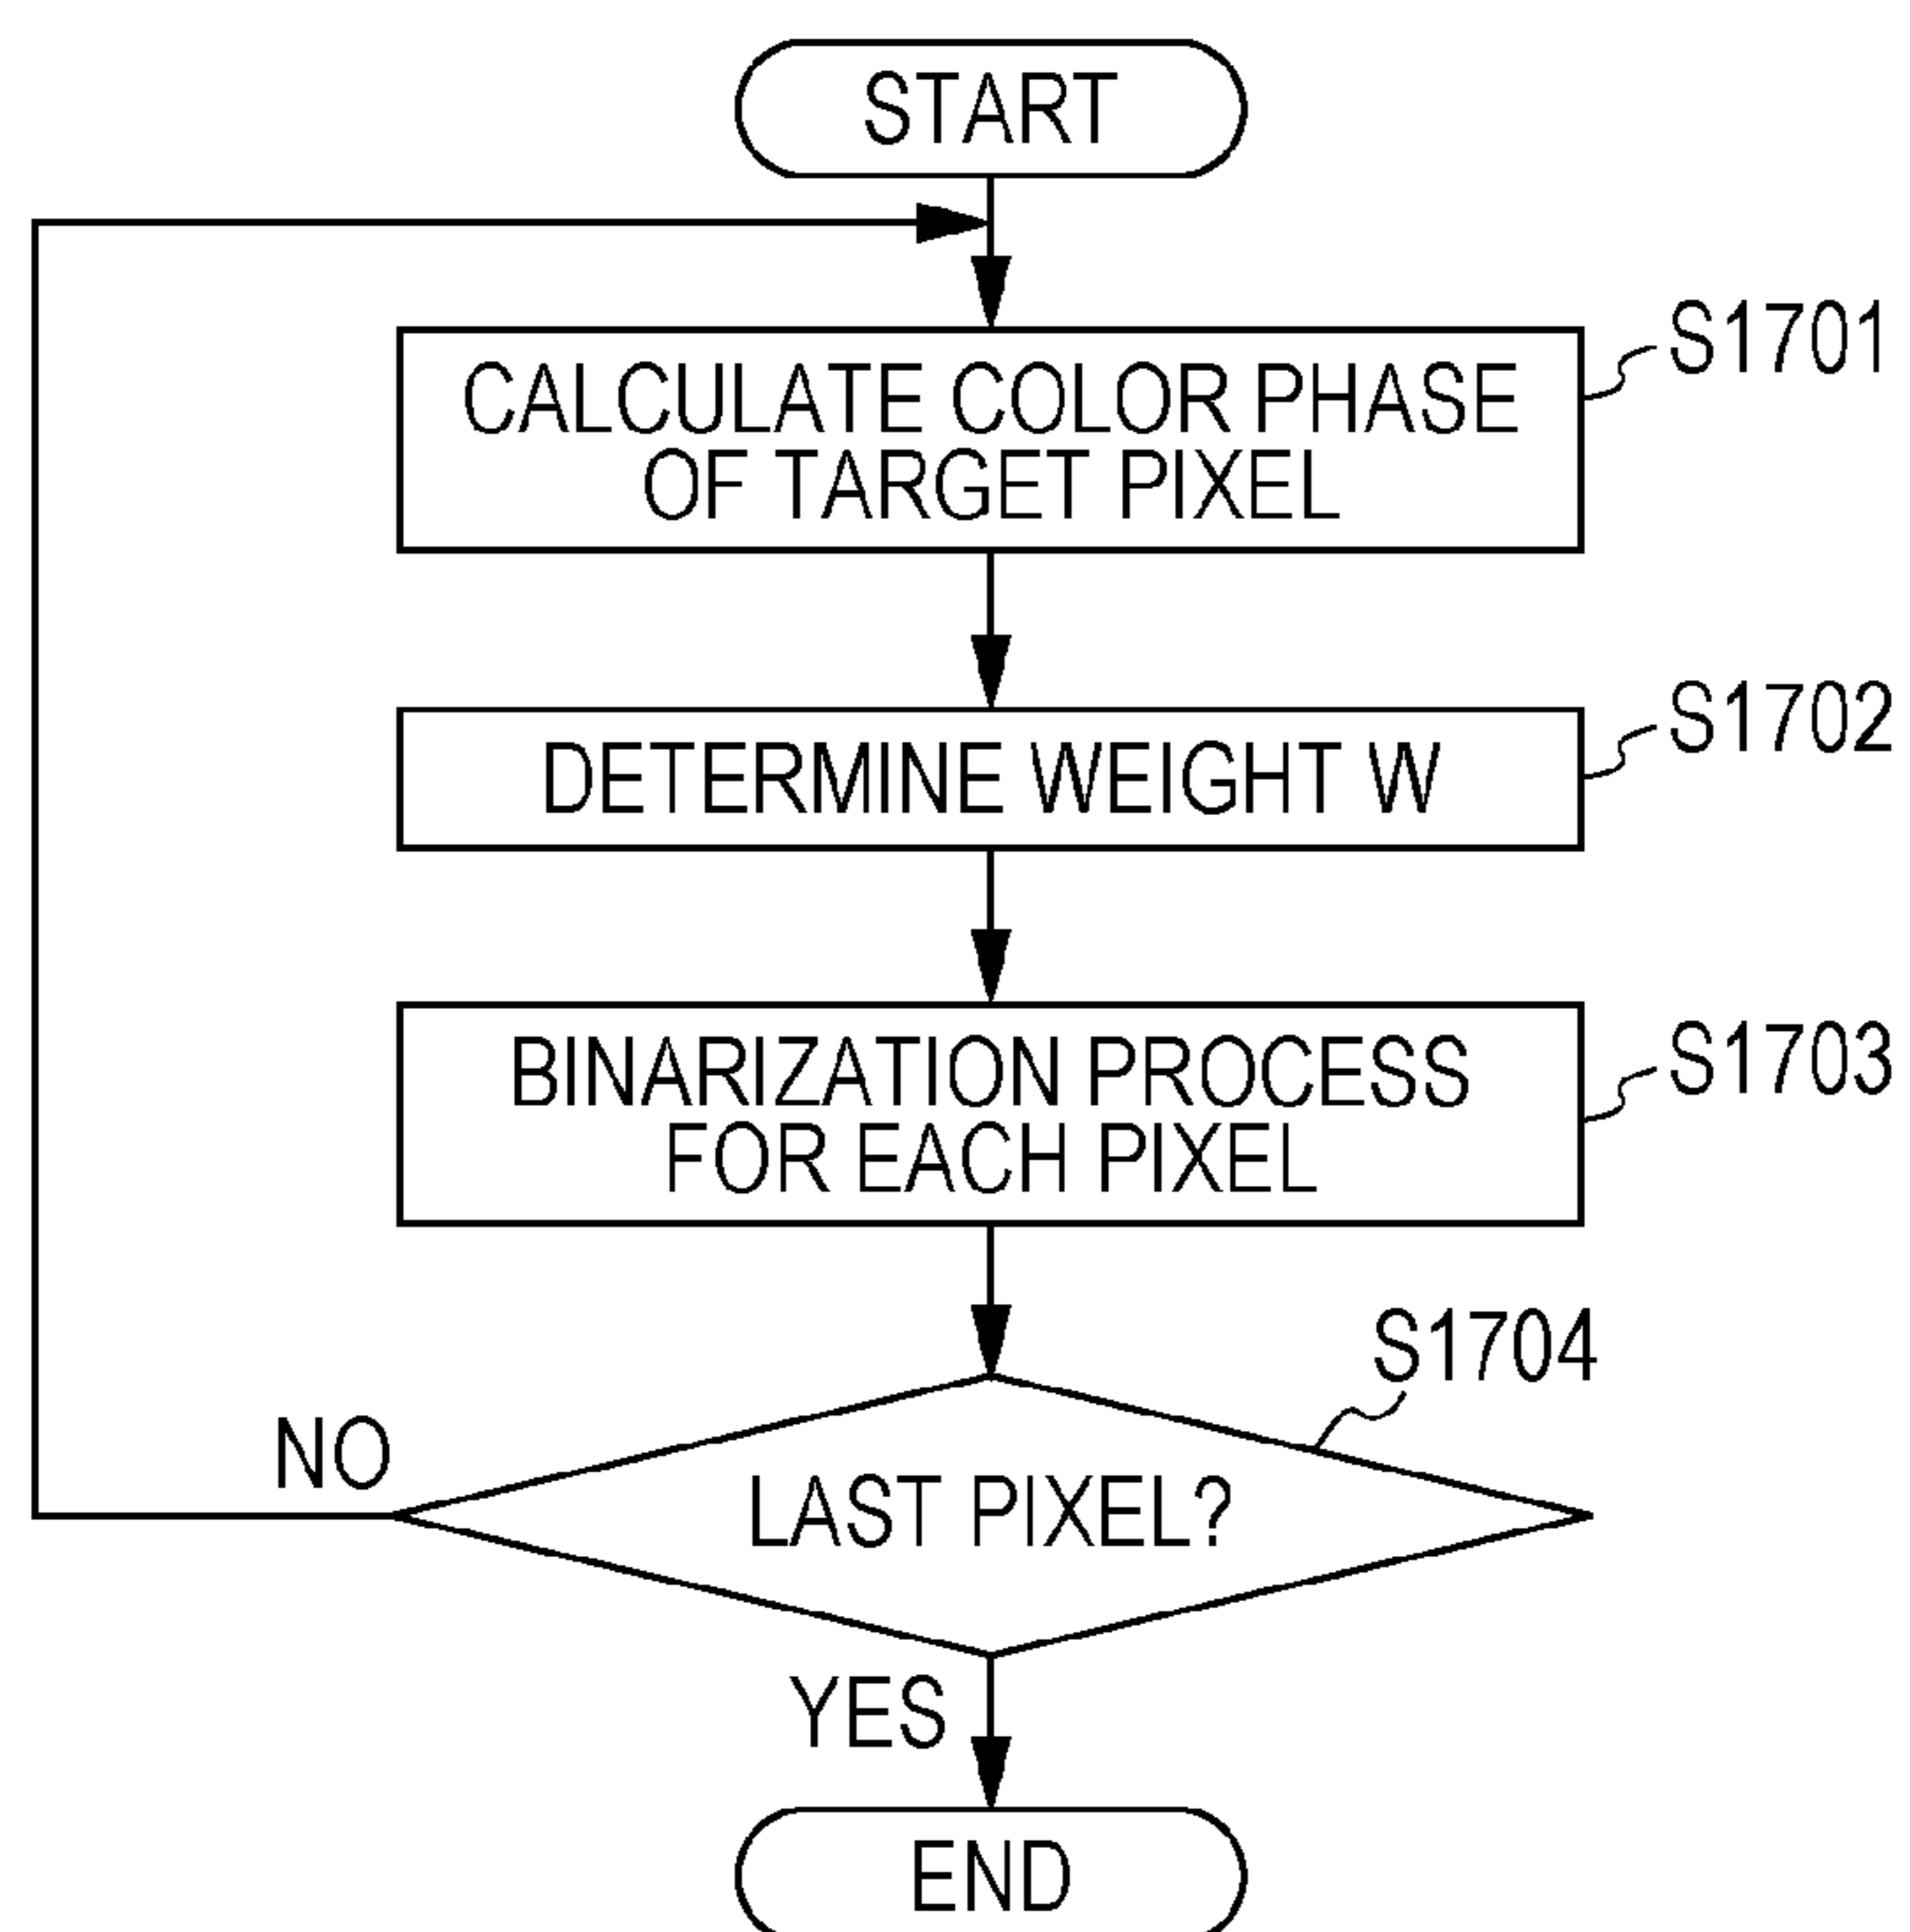 START
CALCULATE COLOR PHASE
OF TARGET PIXEL
S1701
DETERMINE WEIGHT W
S1702
BINARIZATION PROCESS
FOR EACH PIXEL
S1703
S1704
LAST PIXEL?
NO
YES
END